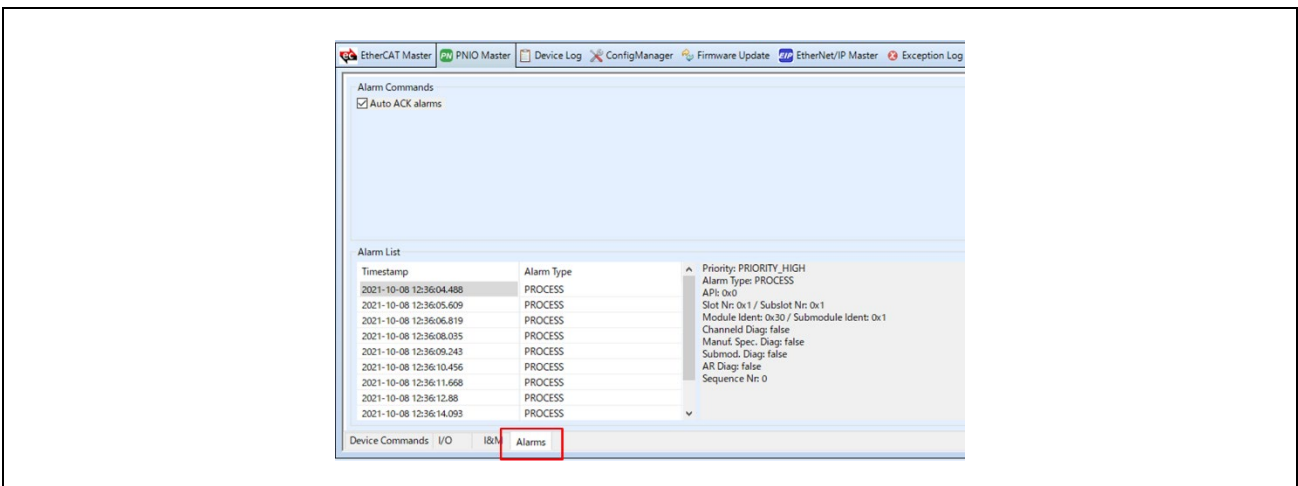 EtherCAT Master PNIO Master Device Log ConfigManager Firmware Update EtherNet/IP Master Exception Log
Alarm Commands
Auto ACK alarms
Alarm List
Timestamp Alarm Type
2021-10-08 12:36:04.488 PROCESS
2021-10-08 12:36:05.609 PROCESS
2021-10-08 12:36:06.819 PROCESS
2021-10-08 12:36:08.035 PROCESS
2021-10-08 12:36:09.243 PROCESS
2021-10-08 12:36:10.456 PROCESS
2021-10-08 12:36:11.668 PROCESS
2021-10-08 12:36:12.88 PROCESS
2021-10-08 12:36:14.093 PROCESS
Priority: PRIORITY_HIGH
Alarm Type: PROCESS
API: 0x0
Slot Nr: 0x1 / Subslot Nr: 0x1
Module Ident: 0x30 / Submodule Ident: 0x1
Channeld Diag: false
Manuf. Spec. Diag: false
Submod. Diag: false
AR Diag: false
Sequence Nr: 0
Device Commands I/O I&M Alarms